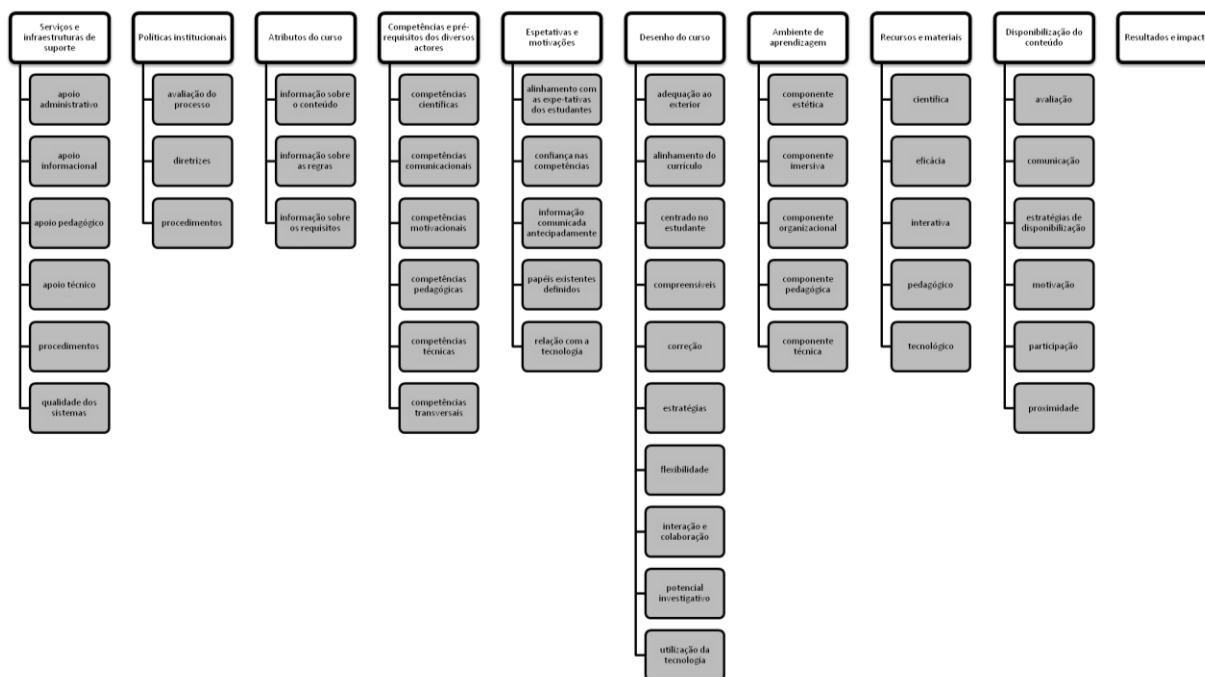 Serviços e
infraestruturas de
suporte
apoio
administrativo
apoio
informacional
apoio pedagógico
apoio técnico
procedimentos
qualidade dos
sistemas
Políticas institucionais
avaliação do
processo
diretrizes
procedimentos
Atributos do curso
informação sobre
o conteúdo
informação sobre
as regras
informação sobre
os requisitos
Competências e pré-
requisitos dos diversos
actores
competências
científicas
competências
comunicacionais
competências
motivacionais
competências
pedagógicas
competências
técnicas
competências
transversais
Espetativas e
motivações
alinhamento com
as expe-tativas
dos estudantes
confiança nas
competências
informação
comunicada
antecipadamente
papéis existentes
definidos
relação com a
tecnologia
Desenho do curso
adequação ao
exterior
alinhamento do
currículo
centrado no
estudante
compreensíveis
correção
estratégias
flexibilidade
interação e
colaboração
potencial
investigativo
utilização da
tecnologia
Ambiente de
aprendizagem
componente
estética
componente
imersiva
componente
organizacional
componente
pedagógica
componente
técnica
Recursos e materiais
científica
eficácia
interativa
pedagógico
tecnológico
Disponibilização do
conteúdo
avaliação
comunicação
estratégias de
disponibilização
motivação
participação
proximidade
Resultados e impact